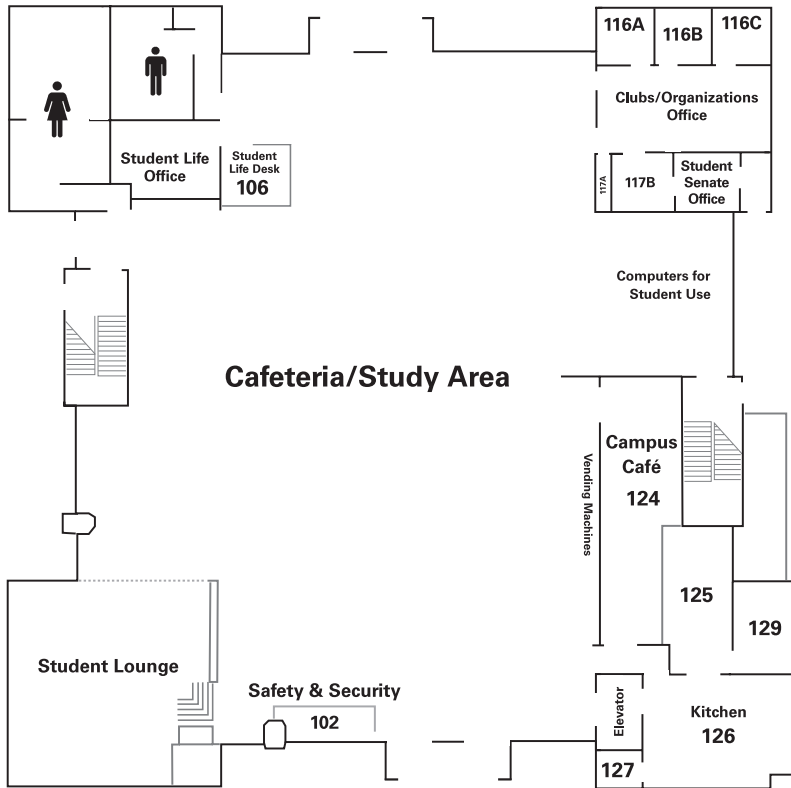 116A
116B
116C
Clubs/Organizations
Office
Student Life
Office
Student
Life Desk
106
117A
117B
Student
Senate
Office
Computers for
Student Use
Cafeteria/Study Area
Campus
Café
124
Vending Machines
125
129
Student Lounge
Safety & Security
102
Elevator
Kitchen
126
127